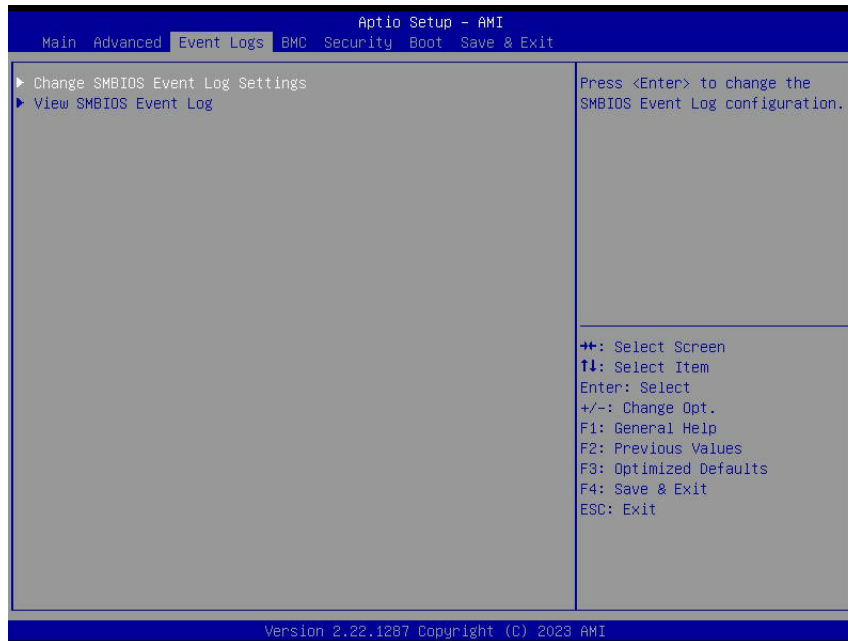 Aptio Setup – AMI
Main Advanced Event Logs BMC Security Boot Save & Exit
▶ Change SMBIOS Event Log Settings
▶ View SMBIOS Event Log
Press <Enter> to change the
SMBIOS Event Log configuration.
→←: Select Screen
↑↓: Select Item
Enter: Select
+/-: Change Opt.
F1: General Help
F2: Previous Values
F3: Optimized Defaults
F4: Save & Exit
ESC: Exit
Version 2.22.1287 Copyright (C) 2023 AMI